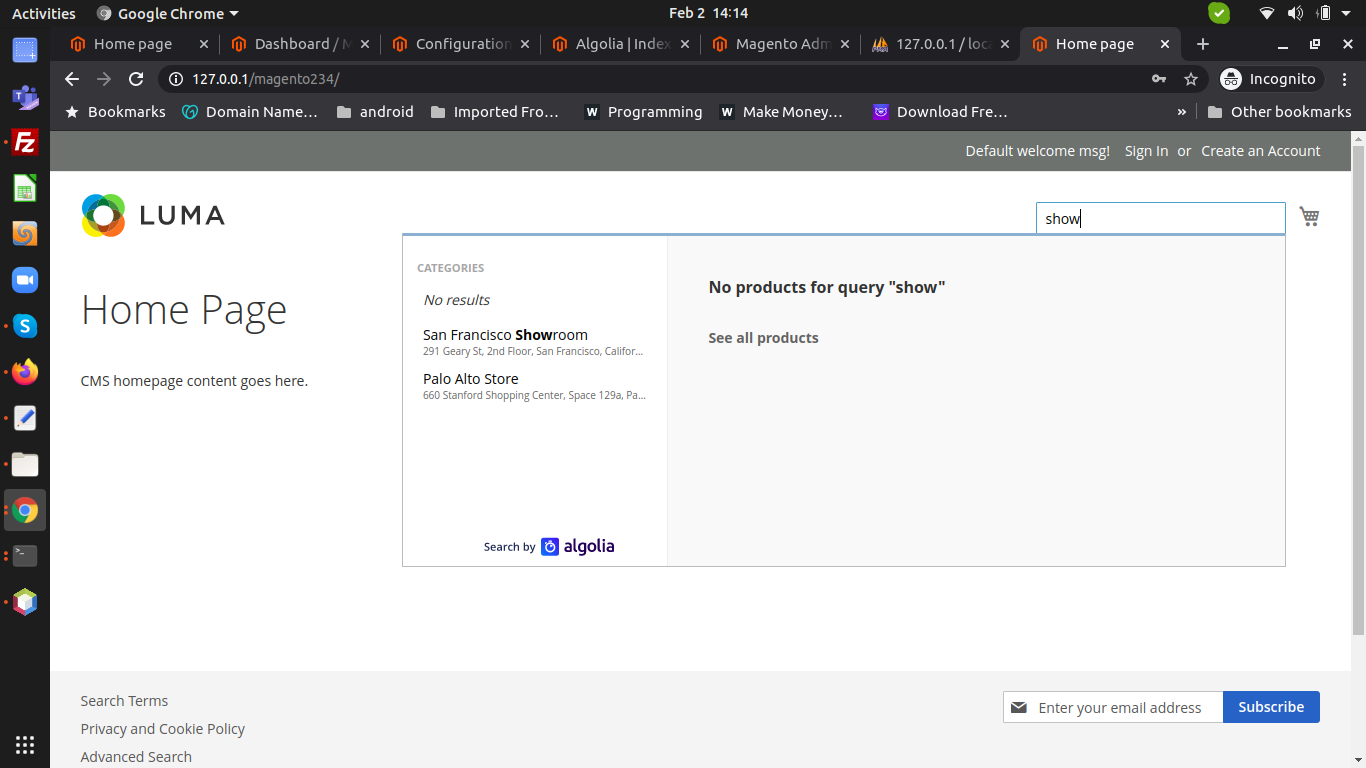 Activities Google Chrome Feb 2 14:14
Home page Dashboard / M Configuration Algolia | Index Magento Adm 127.0.0.1 / loca Home page
127.0.0.1/magento234/ Incognito
Bookmarks Domain Name... android Imported Fro... Programming Make Money... Download Fre... » Other bookmarks
Default welcome msg! Sign In or Create an Account
LUMA
show
CATEGORIES
No results
San Francisco Showroom
291 Geary St, 2nd Floor, San Francisco, Califor...
Palo Alto Store
660 Stanford Shopping Center, Space 129a, Pa...
Search by algolia
No products for query "show"
See all products
Home Page
CMS homepage content goes here.
Search Terms
Privacy and Cookie Policy
Advanced Search
Enter your email address Subscribe